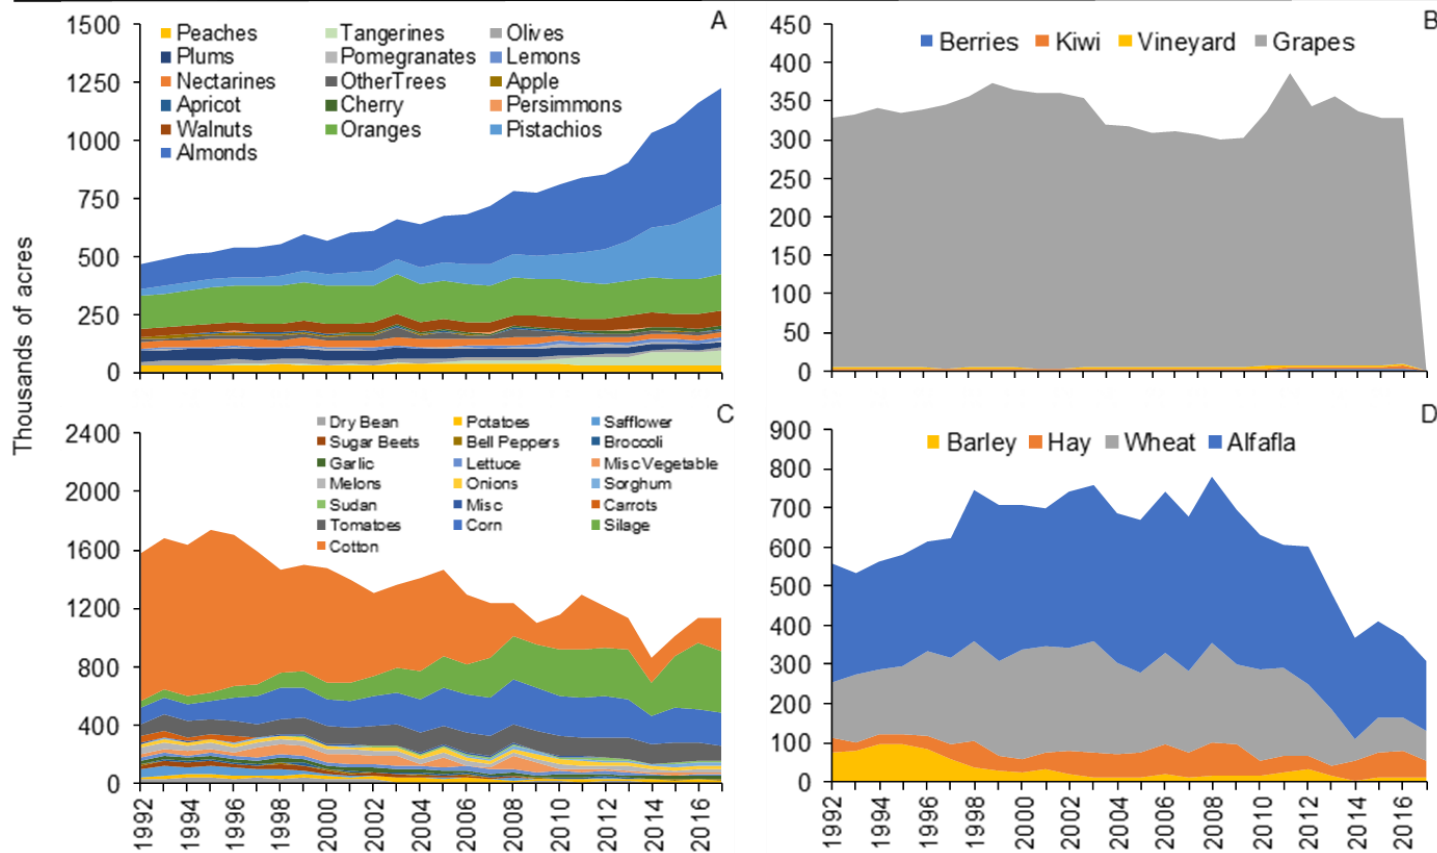 A
1500
1250
1000
750
500
250
0
Peaches Tangerines Olives
Plums Pomegranates Lemons
Nectarines OtherTrees Apple
Apricot Cherry Persimmons
Walnuts Oranges Pistachios
Almonds
B
450
400
350
300
250
200
150
100
50
0
Berries Kiwi Vineyard Grapes
Thousands of acres
C
2400
2000
1600
1200
800
400
0
Dry Bean Potatoes Safflower
Sugar Beets Bell Peppers Broccoli
Garlic Lettuce Misc Vegetable
Melons Onions Sorghum
Sudan Misc Carrots
Tomatoes Corn Silage
Cotton
1992 1994 1996 1998 2000 2002 2004 2006 2008 2010 2012 2014 2016
D
900
800
700
600
500
400
300
200
100
0
Barley Hay Wheat Alfafla
1992 1994 1996 1998 2000 2002 2004 2006 2008 2010 2012 2014 2016